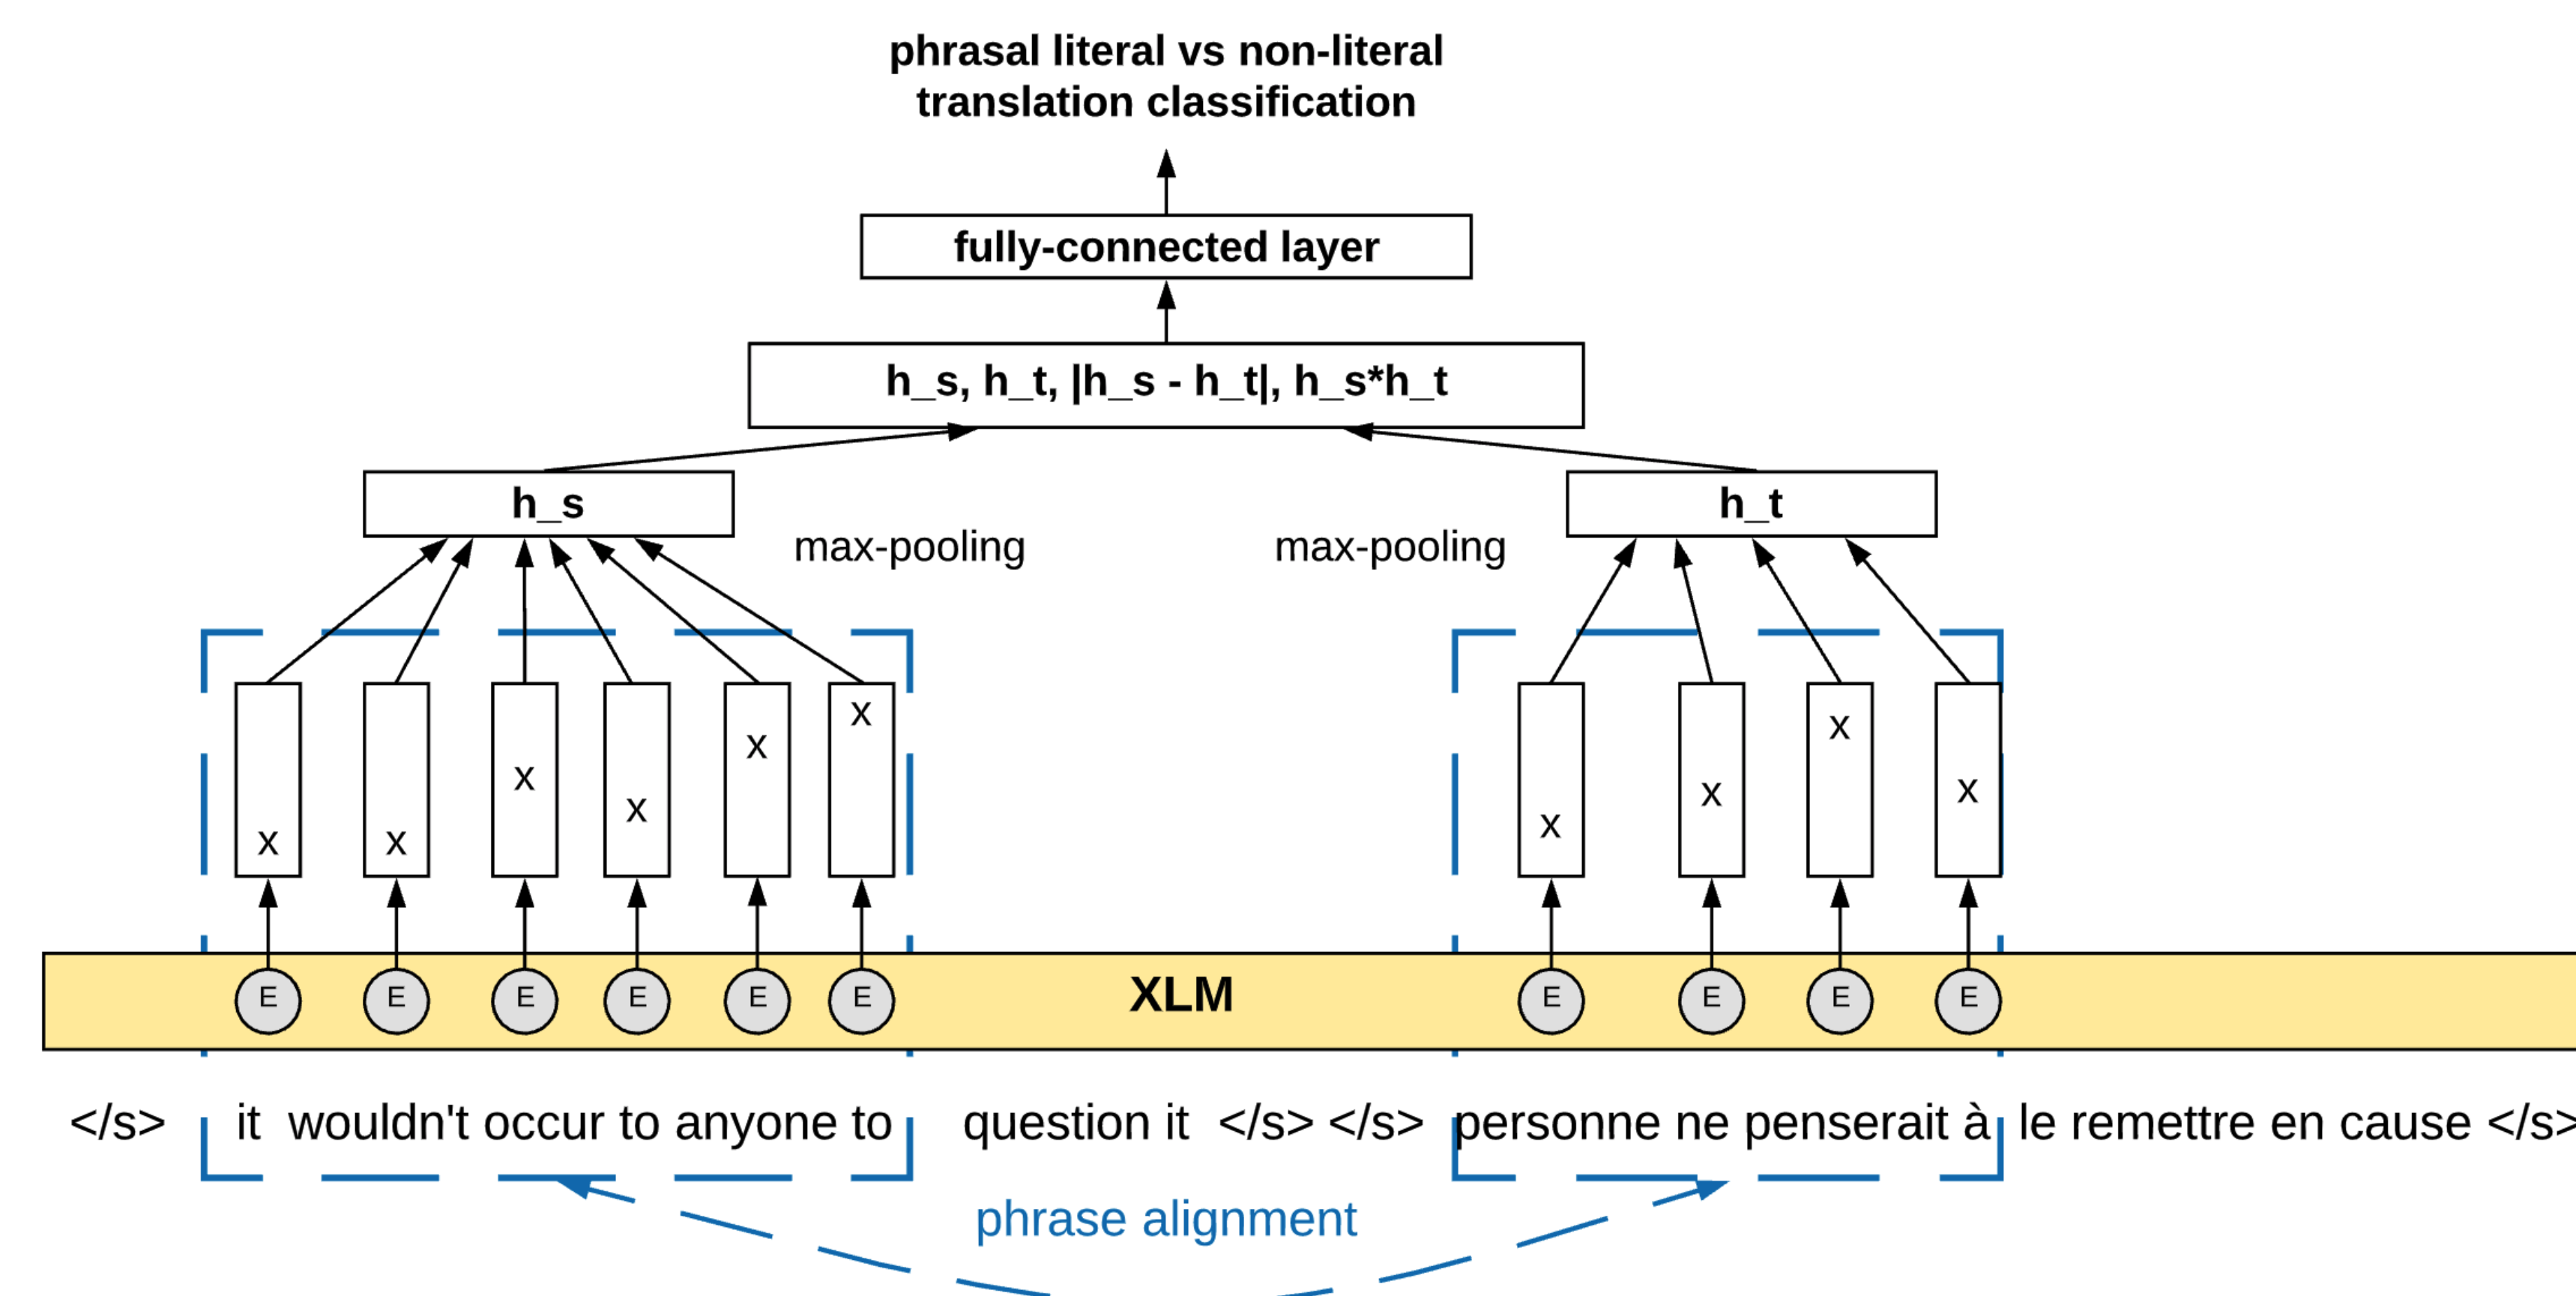 phrasal literal vs non-literal
translation classification
fully-connected layer
h_s, h_t, |h_s - h_t|, h_s*h_t
h_s
h_t
max-pooling
max-pooling
x x x x x x
x x x x
E E E E E E
XLM
E E E E
</s> it wouldn't occur to anyone to question it </s> </s> personne ne penserait à le remettre en cause </s>
phrase alignment